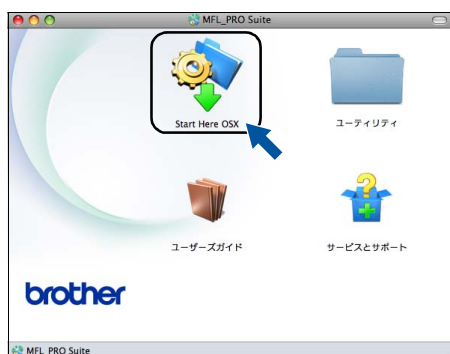 MFL_PRO Suite
Start Here OSX
ユーティリティ
ユーザーズガイド
サービスとサポート
brother
MFL_PRO Suite